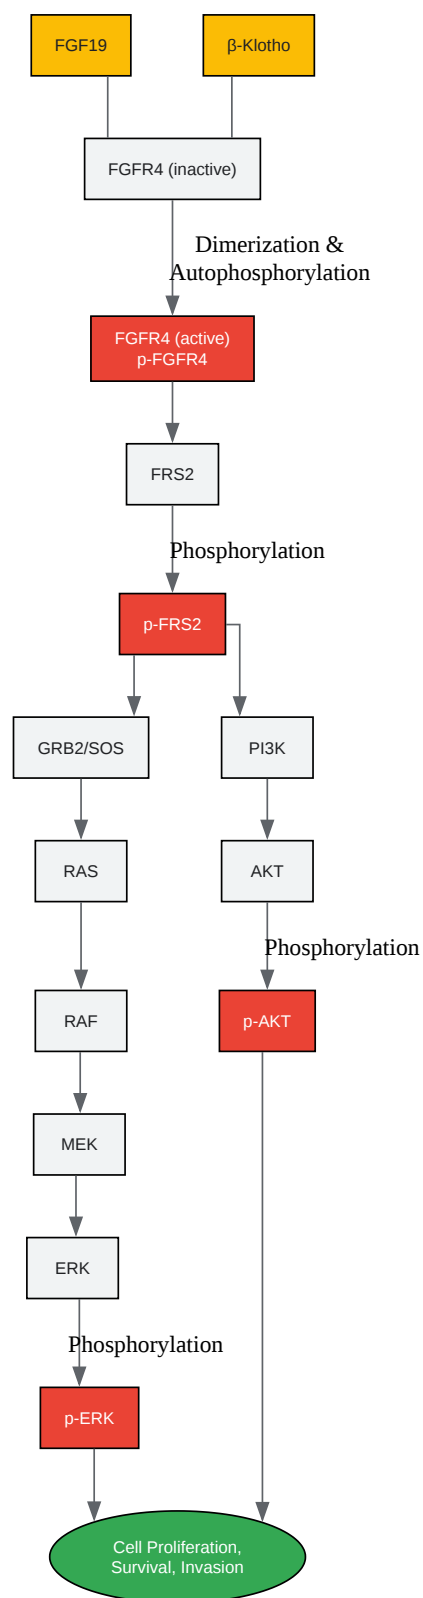 FGF19
β-Klotho
FGFR4 (inactive)
Dimerization &
Autophosphorylation
FGFR4 (active)
p-FGFR4
FRS2
Phosphorylation
p-FRS2
GRB2/SOS
PI3K
RAS
AKT
Phosphorylation
RAF
p-AKT
MEK
ERK
Phosphorylation
p-ERK
Cell Proliferation,
Survival, Invasion